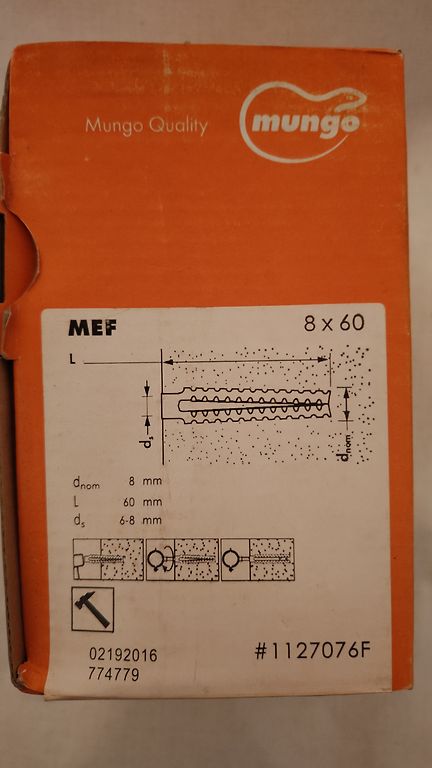 Mungo Quality
mungo
MEF 8 x 60
L
ds
dnom
dnom 8 mm
L 60 mm
ds 6-8 mm
02192016
774779
#1127076F